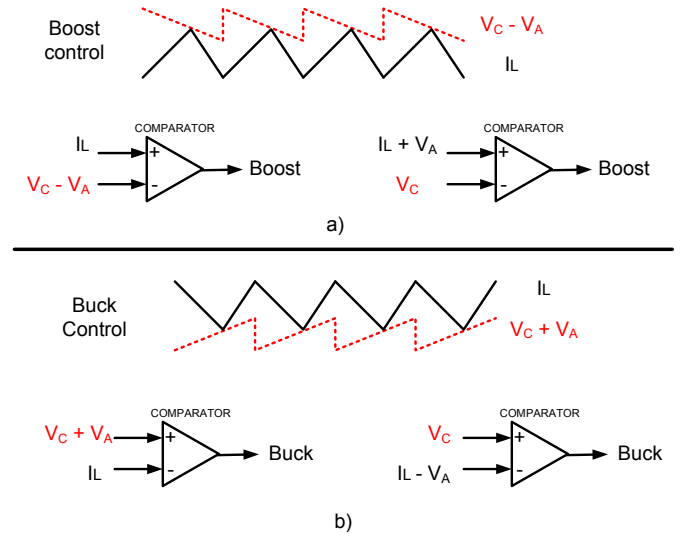 Boost
control
VC - VA
IL
COMPARATOR
IL
+
VC - VA
-
Boost
COMPARATOR
IL + VA
+
VC
-
Boost
a)
Buck
Control
IL
VC + VA
COMPARATOR
VC + VA
+
IL
-
Buck
COMPARATOR
VC
+
IL - VA
-
Buck
b)